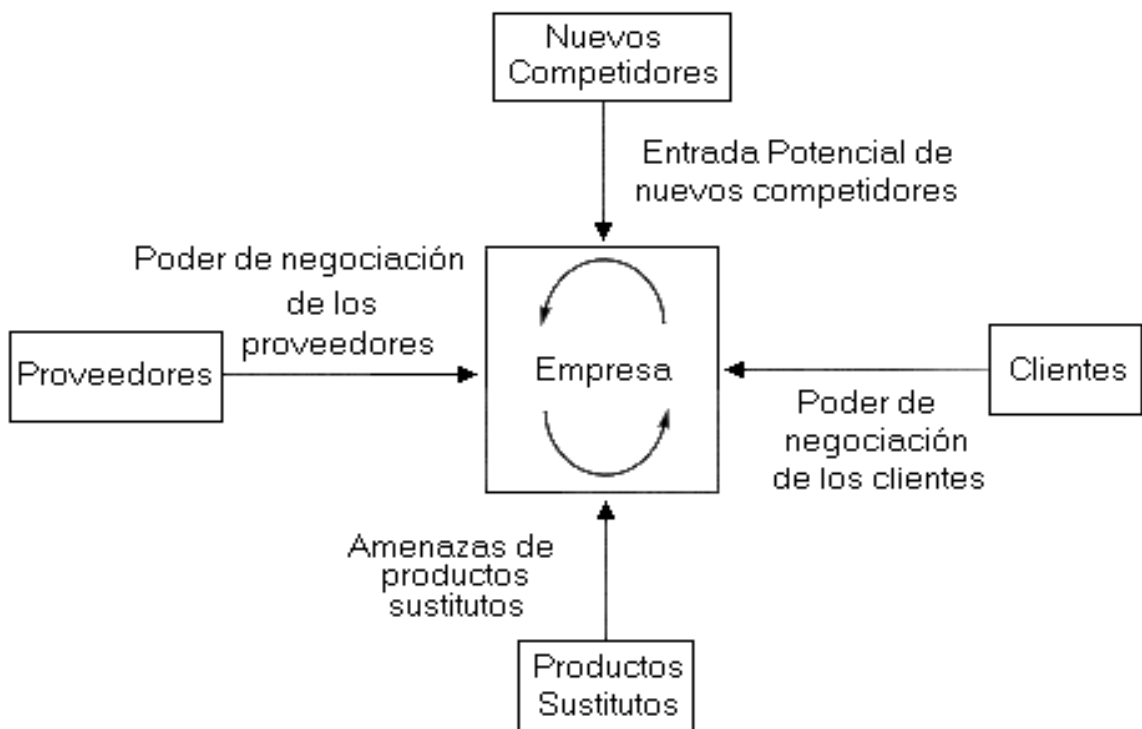 Nuevos
Competidores
Entrada Potencial de
nuevos competidores
Poder de negociación
de los
proveedores
Proveedores
Empresa
Clientes
Poder de
negociación
de los clientes
Amenazas de
productos
sustitutos
Productos
Sustitutos